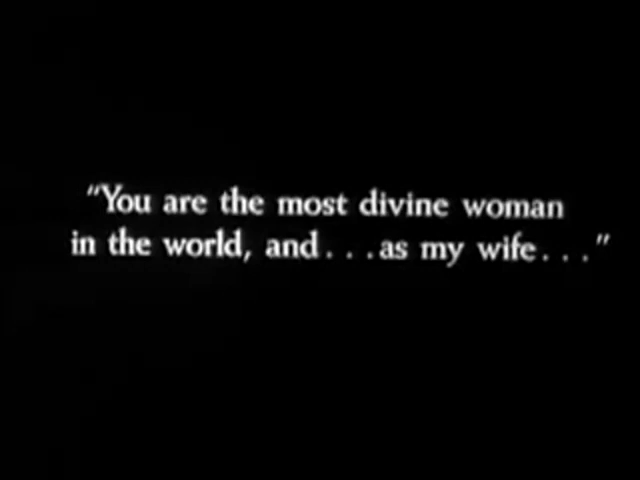 "You are the most divine woman
in the world, and . . . as my wife . . ."